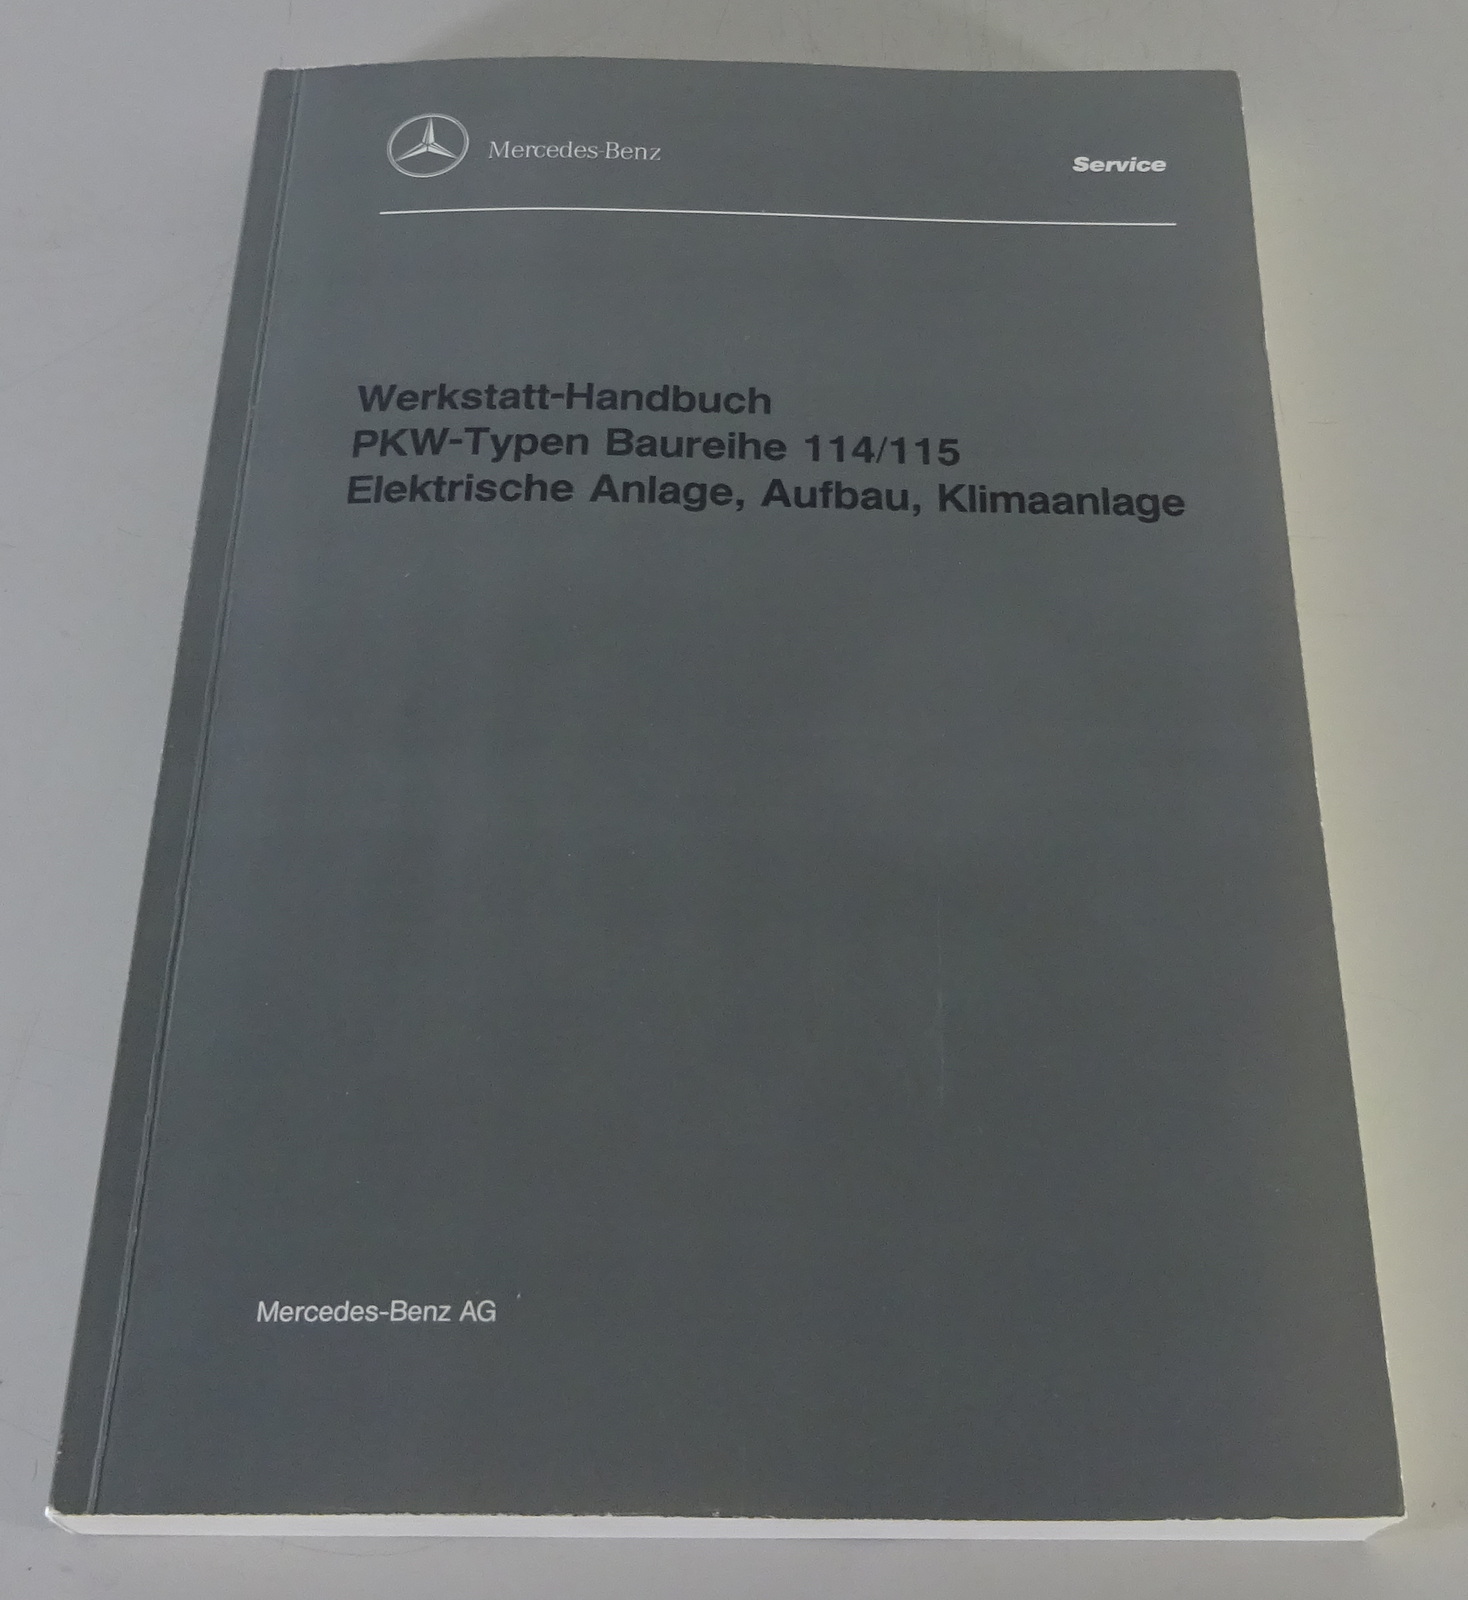 Mercedes-Benz
Service
Werkstatt-Handbuch
PKW-Typen Baureihe 114/115
Elektrische Anlage, Aufbau, Klimaanlage
Mercedes-Benz AG